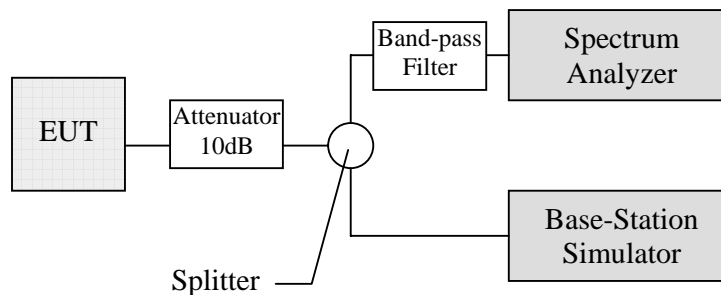 Band-pass
Filter
Spectrum
Analyzer
EUT
Attenuator
10dB
Base-Station
Simulator
Splitter